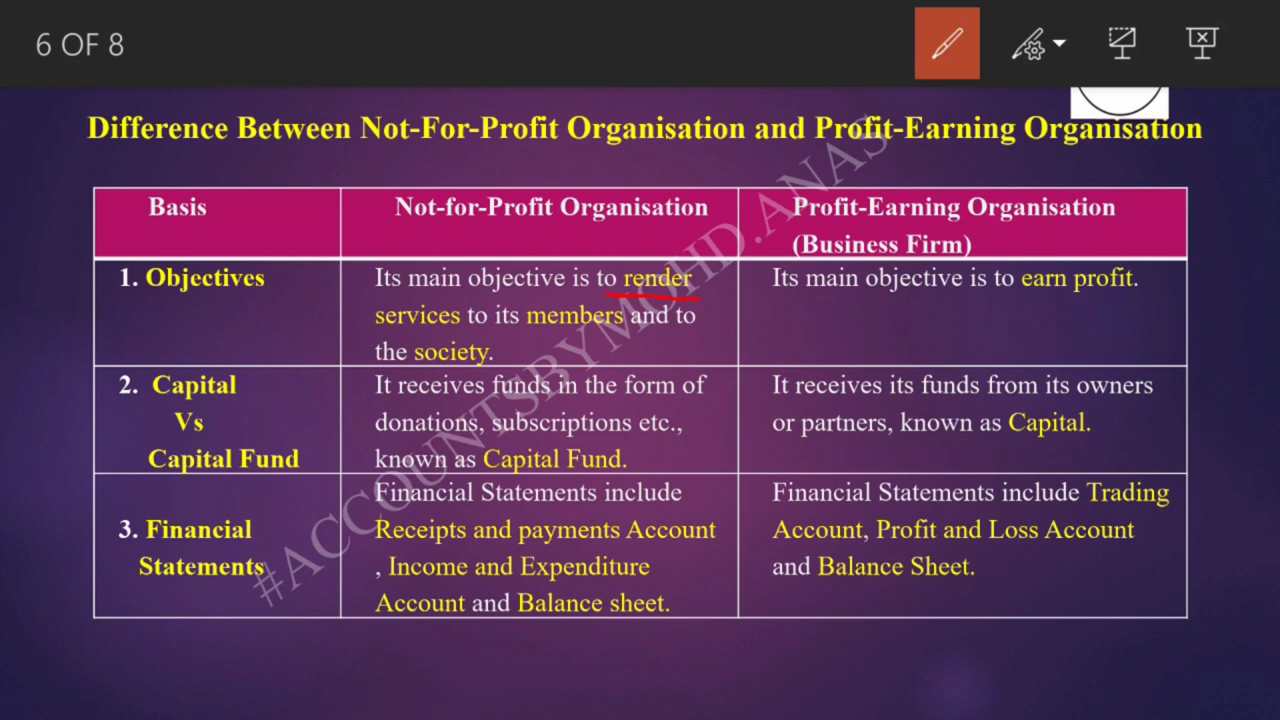 6 OF 8
Difference Between Not-For-Profit Organisation and Profit-Earning Organisation
Basis
Not-for-Profit Organisation
Profit-Earning Organisation
(Business Firm)
1. Objectives
Its main objective is to render
services to its members and to
the society.
Its main objective is to earn profit.
2. Capital
Vs
Capital Fund
It receives funds in the form of
donations, subscriptions etc.,
known as Capital Fund.
It receives its funds from its owners
or partners, known as Capital.
3. Financial
Statements
Financial Statements include
Receipts and payments Account
, Income and Expenditure
Account and Balance sheet.
Financial Statements include Trading
Account, Profit and Loss Account
and Balance Sheet.
#ACCOUNTSBYMOHD.ANAS